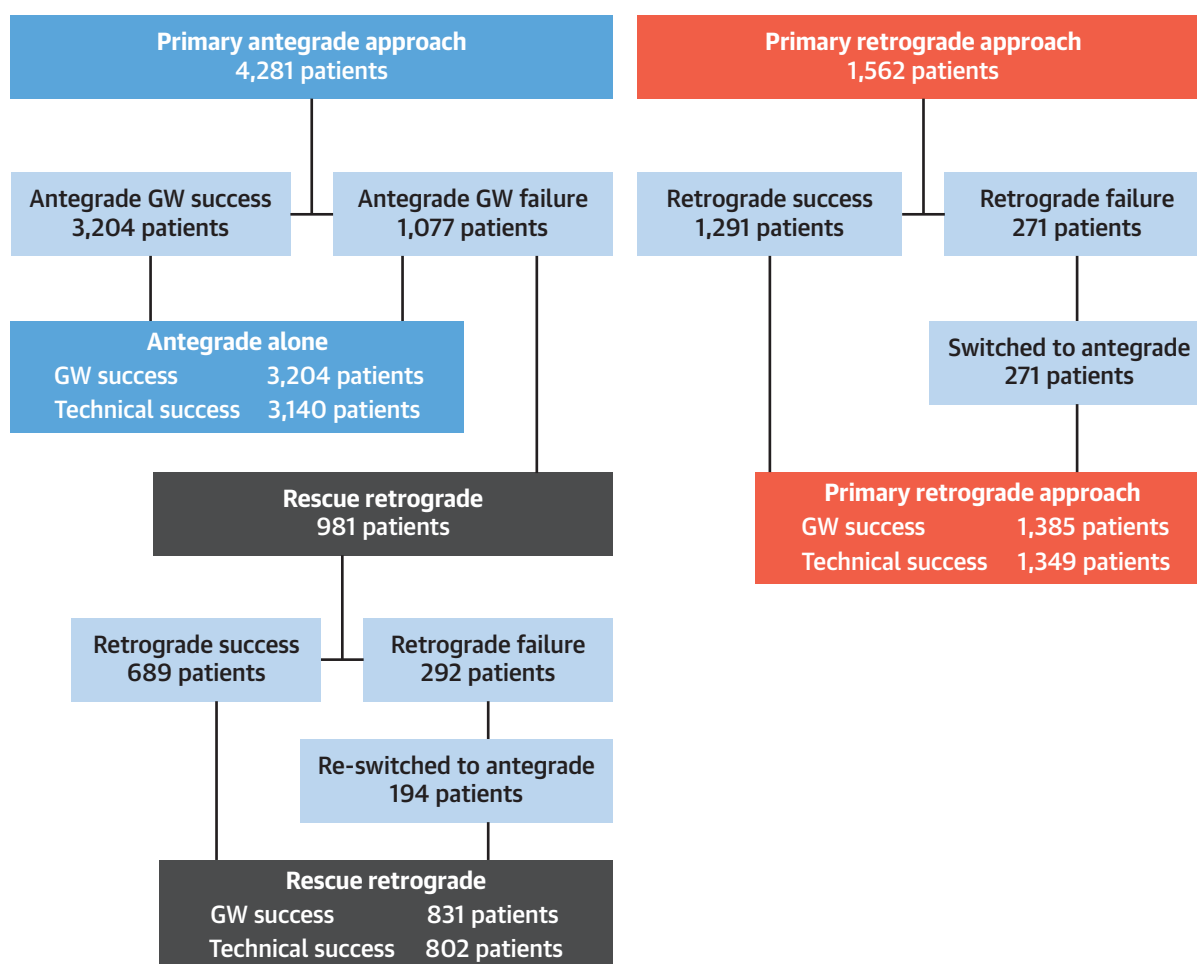 Primary antegrade approach
4,281 patients
Primary retrograde approach
1,562 patients
Antegrade GW success
3,204 patients
Antegrade GW failure
1,077 patients
Retrograde success
1,291 patients
Retrograde failure
271 patients
Antegrade alone
GW success 3,204 patients
Technical success 3,140 patients
Switched to antegrade
271 patients
Rescue retrograde
981 patients
Primary retrograde approach
GW success 1,385 patients
Technical success 1,349 patients
Retrograde success
689 patients
Retrograde failure
292 patients
Re-switched to antegrade
194 patients
Rescue retrograde
GW success 831 patients
Technical success 802 patients